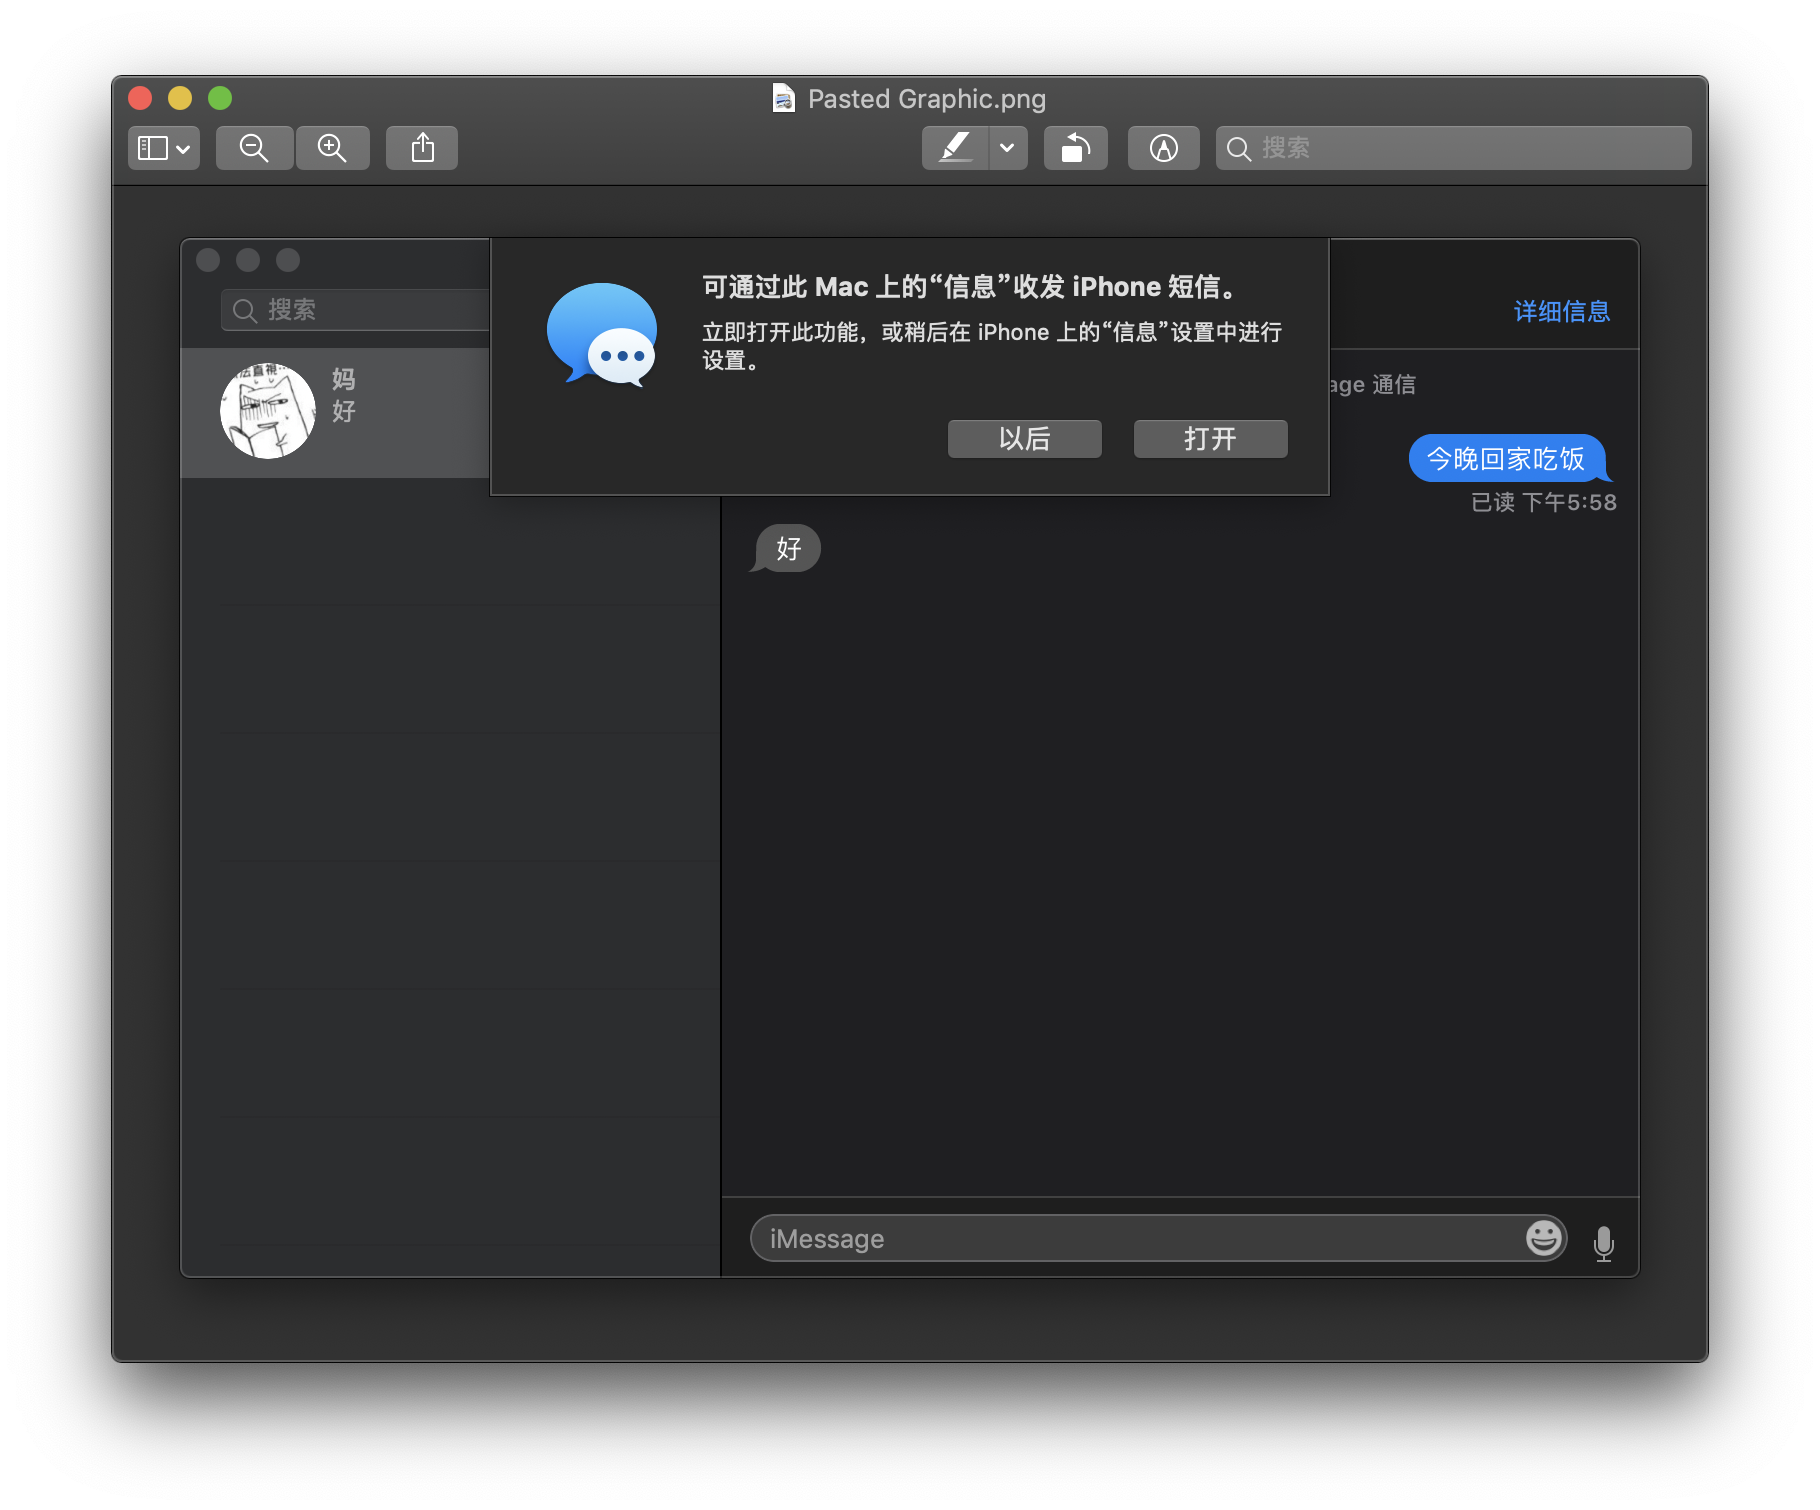 Pasted Graphic.png
搜索
搜索
可通过此 Mac 上的“信息”收发 iPhone 短信。
立即打开此功能，或稍后在 iPhone 上的“信息”设置中进行
设置。
以后
打开
详细信息
妈
好
通信
今晚回家吃饭
已读 下午5:58
好
iMessage